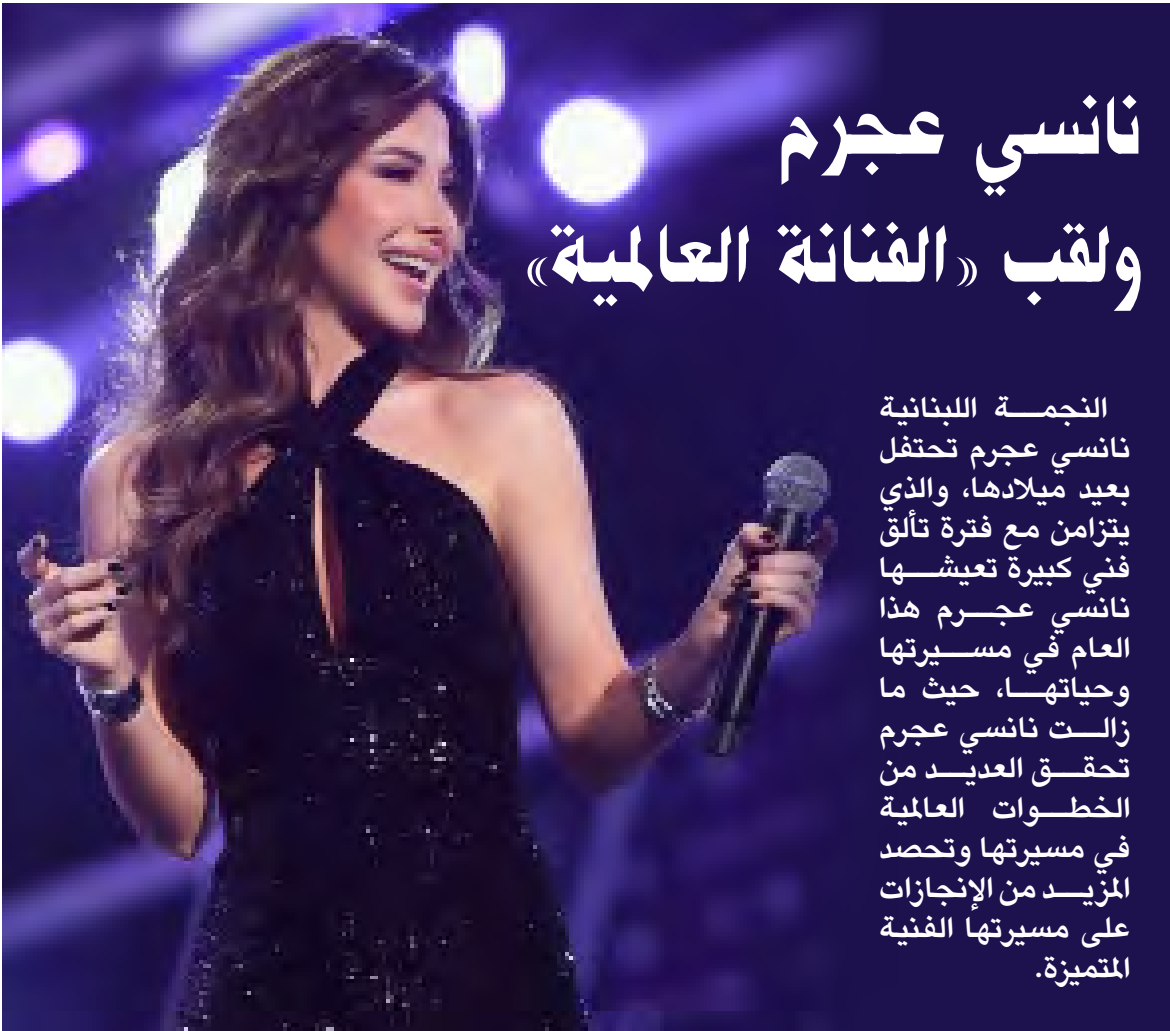 نانسي عجرم
ولقب «الفنانة العالمية»
النجمـــة اللبنانية
نانسي عجرم تحتفل
بعيد ميلادها، والذي
يتزامن مع فترة تألق
فني كبيرة تعيشـــها
نانسي عجـــرم هذا
العام في مســـيرتها
وحياتهـــا، حيث ما
زالـــت نانسي عجرم
تحقـــق العديـــد من
الخطـــوات العالمية
في مسيرتها وتحصد
المزيـــد من الإنجازات
على مسيرتها الفنية
المتميزة.